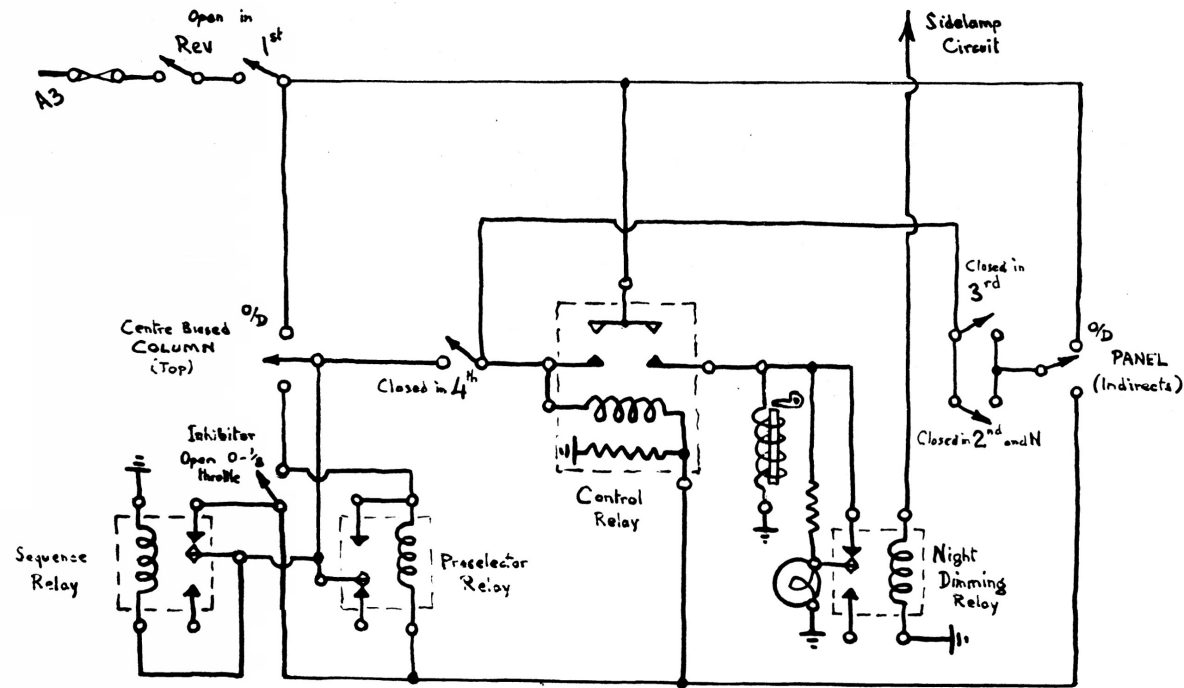 Open in
Rev 1st
A3
Sidelamp
Circuit
Closed in
3rd
O/D
O/D
Centre Biased
COLUMN
(Top)
PANEL
(Indirects)
Closed in 4th
Closed in 2nd and N
Inhibitor
Open 0-1/8
throttle
Control
Relay
Sequence
Relay
Preselector
Relay
Night
Dimming
Relay